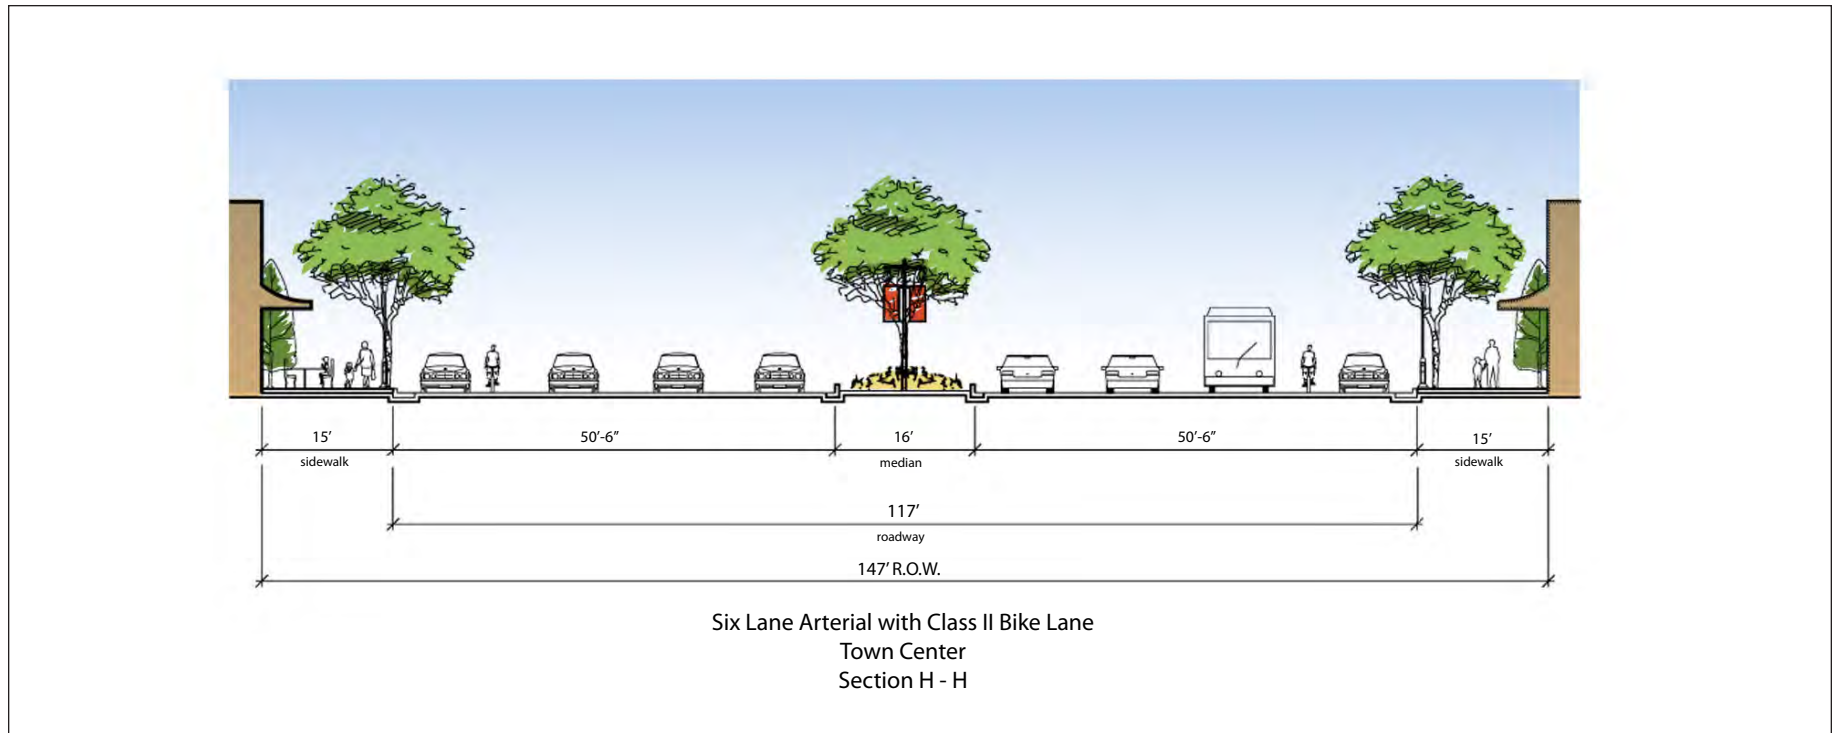 15’
50’-6”
16’
50’-6”
15’
sidewalk
median
sidewalk
117’
roadway
147’ R.O.W.
Six Lane Arterial with Class II Bike Lane
Town Center
Section H - H